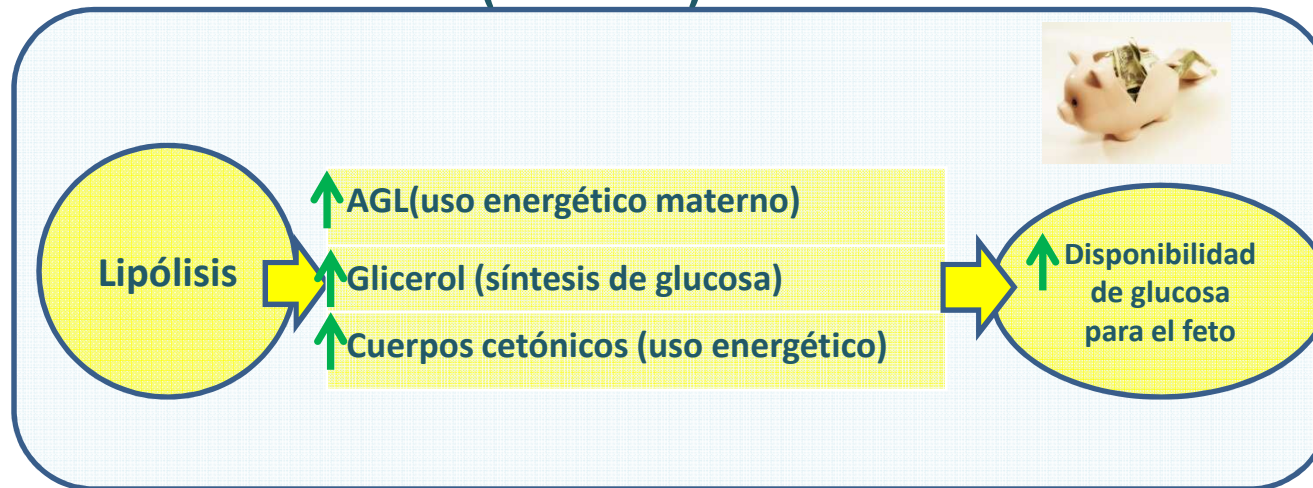 Lipólisis
AGL(uso energético materno)
Glicerol (síntesis de glucosa)
Cuerpos cetónicos (uso energético)
Disponibilidad
de glucosa
para el feto